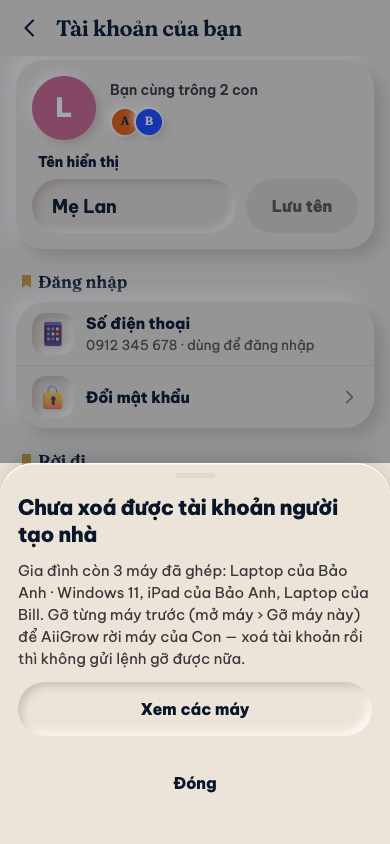 Tài khoản của bạn
L
Bạn cùng trông 2 con
A B
Tên hiển thị
Mẹ Lan
Lưu tên
Đăng nhập
Số điện thoại
0912 345 678 · dùng để đăng nhập
Đổi mật khẩu
Rời đi
Chưa xoá được tài khoản người
tạo nhà
Gia đình còn 3 máy đã ghép: Laptop của Bảo
Anh · Windows 11, iPad của Bảo Anh, Laptop của
Bill. Gỡ từng máy trước (mở máy › Gỡ máy này)
để AiiGrow rời máy của Con — xoá tài khoản rồi
thì không gửi lệnh gỡ được nữa.
Xem các máy
Đóng